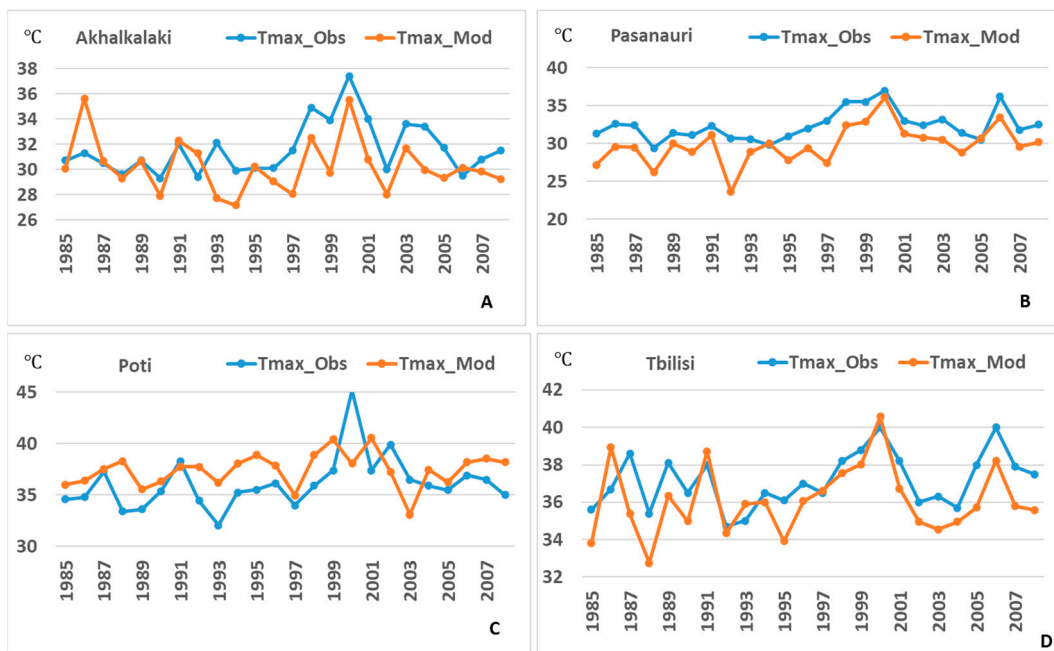 °C Akhalkalaki Tmax_Obs Tmax_Mod
38
36
34
32
30
28
26
1985 1987 1989 1991 1993 1995 1997 1999 2001 2003 2005 2007
A
°C Pasanauri Tmax_Obs Tmax_Mod
40
35
30
25
20
1985 1987 1989 1991 1993 1995 1997 1999 2001 2003 2005 2007
B
°C Poti Tmax_Obs Tmax_Mod
45
40
35
30
1985 1987 1989 1991 1993 1995 1997 1999 2001 2003 2005 2007
C
°C Tbilisi Tmax_Obs Tmax_Mod
42
40
38
36
34
32
1985 1987 1989 1991 1993 1995 1997 1999 2001 2003 2005 2007
D